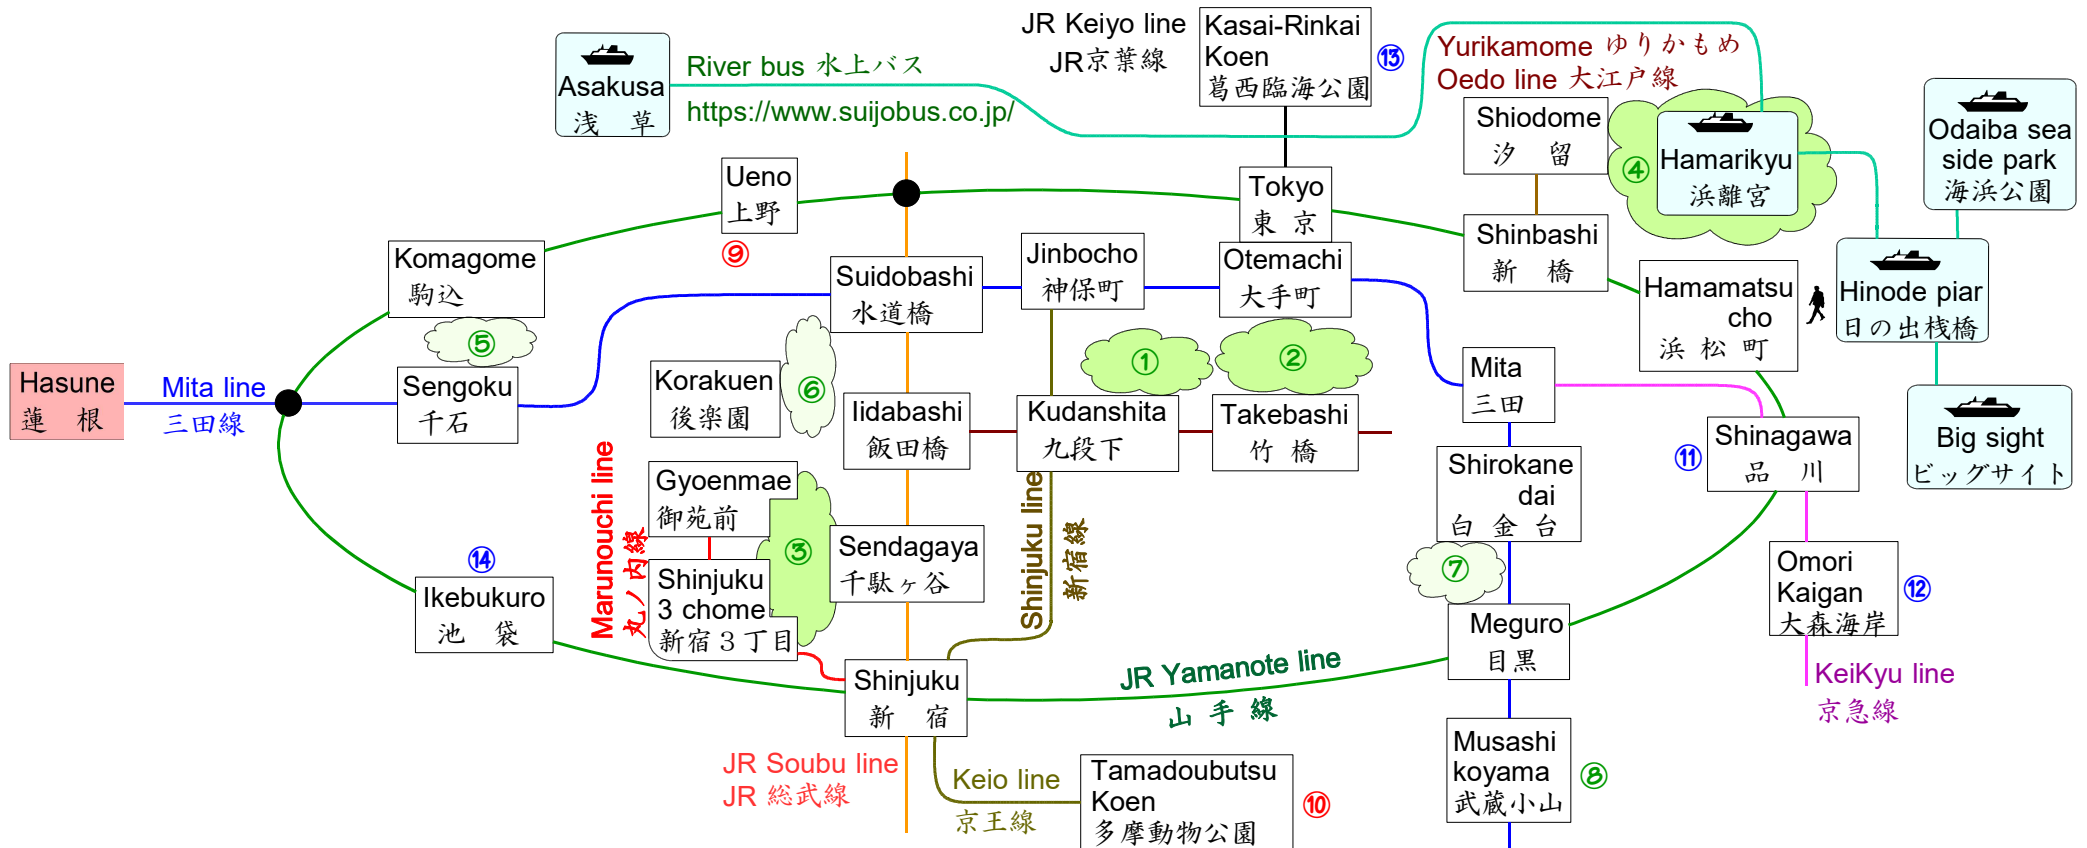 JR Keiyo line
JR京葉線
Kasai-Rinkai
Koen
葛西臨海公園
⑬
Yurikamome ゆりかもめ
Oedo line 大江戸線
Asakusa
浅 草
River bus 水上バス
https://www.suijobus.co.jp/
Shiodome
汐 留
④
Hamarikyu
浜離宮
Odaiba sea
side park
海浜公園
Ueno
上野
⑨
Tokyo
東 京
Shinbashi
新 橋
Komagome
駒込
⑤
Suidobashi
水道橋
Jinbocho
神保町
Otemachi
大手町
Hamamatsu
cho
浜 松 町
Hinode piar
日の出桟橋
Hasune
蓮 根
Mita line
三田線
Sengoku
千石
Korakuen
後楽園
⑥
①
②
Mita
三田
Iidabashi
飯田橋
Kudanshita
九段下
Takebashi
竹 橋
Shinagawa
品 川
⑪
Big sight
ビッグサイト
Marunouchi line
丸ノ内線
Gyoenmae
御苑前
③
Shinjuku
3 chome
新宿３丁目
Sendagaya
千駄ヶ谷
Shinjuku line
新宿線
Shirokane
dai
白 金 台
⑦
Omori
Kaigan
大森海岸
⑫
⑭
Ikebukuro
池 袋
Meguro
目黒
Shinjuku
新 宿
JR Yamanote line
山 手 線
KeiKyu line
京急線
JR Soubu line
JR 総武線
Keio line
京王線
Tamadoubutsu
Koen
多摩動物公園
⑩
Musashi
koyama
武蔵小山
⑧